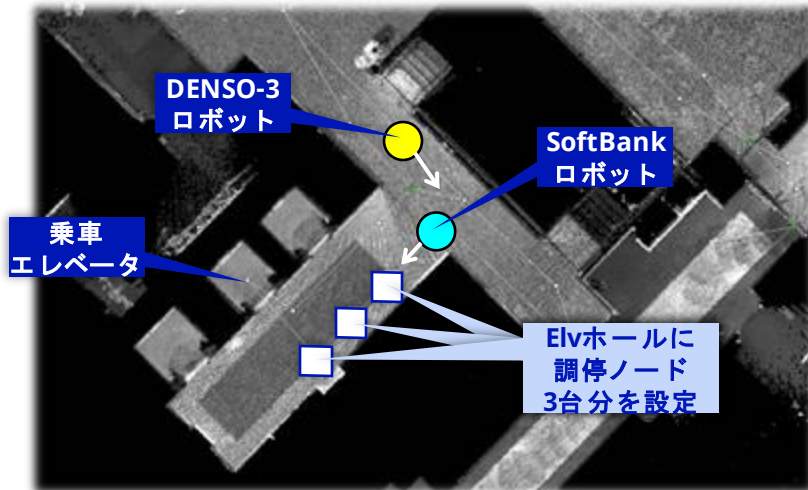 DENSO-3
ロボット
SoftBank
ロボット
乗車
エレベータ
Elvホールに
調停ノード
3台分を設定